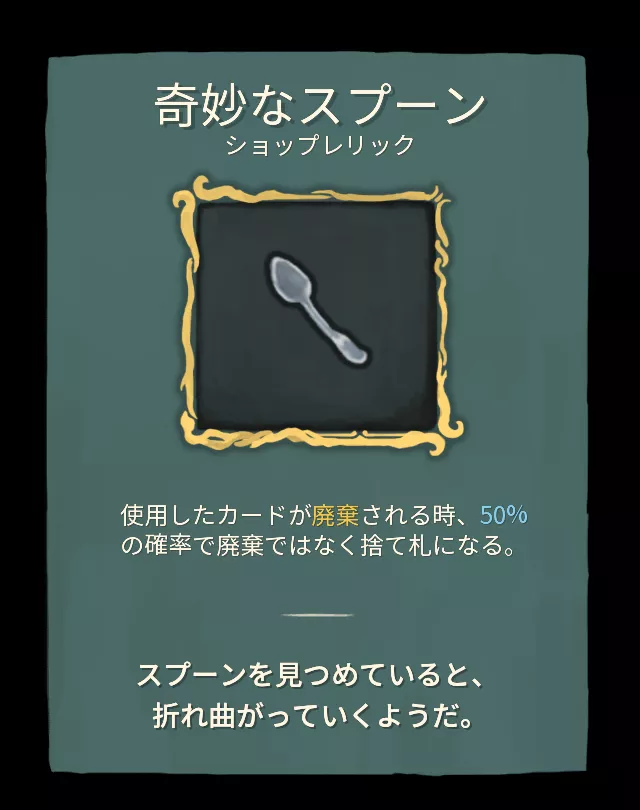 奇妙なスプーン
ショップレリック
使用したカードが廃棄される時、50%
の確率で廃棄ではなく捨て札になる。
スプーンを見つめていると、
折れ曲がっていくようだ。